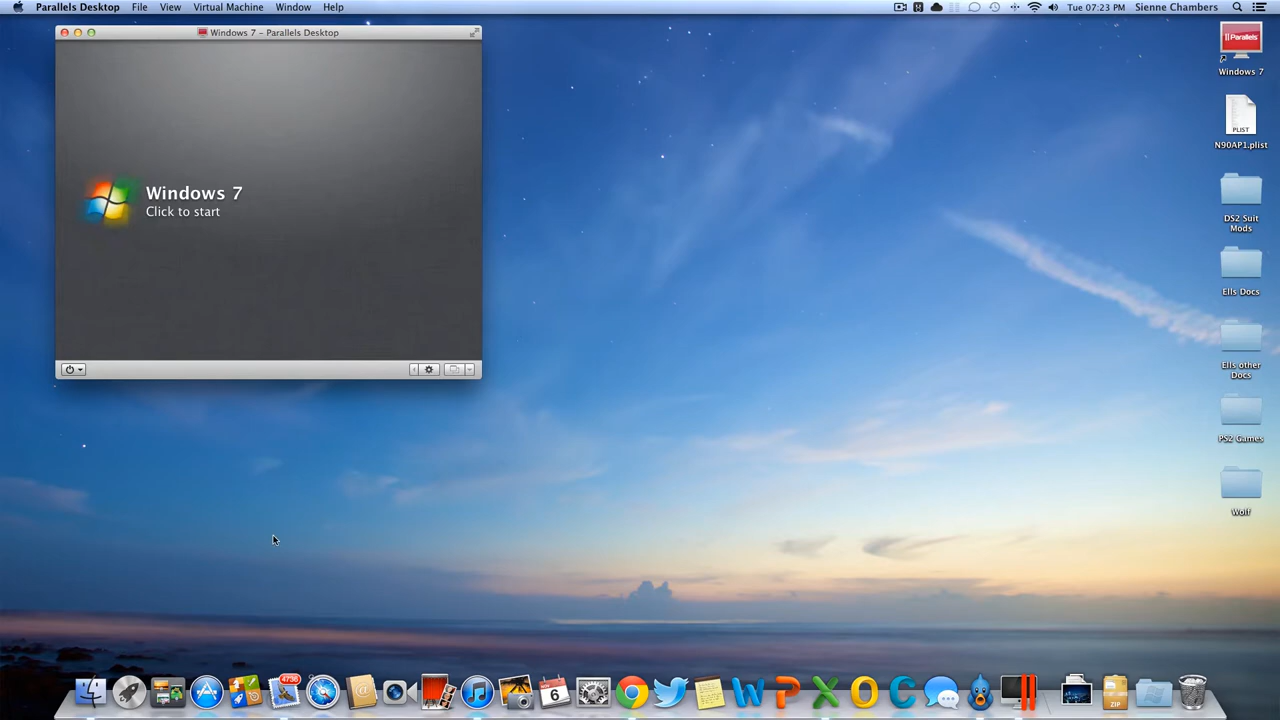 Parallels Desktop File View Virtual Machine Window Help Tue 07:23 PM Sienne Chambers
Windows 7 - Parallels Desktop
Windows 7
Click to start
||Parallels
Windows 7
PLIST
N90AP1.plist
DS2 Suit
Mods
Ells Docs
Ells other
Docs
PS2 Games
Wolf
4736
6
W P X O C
ZIP